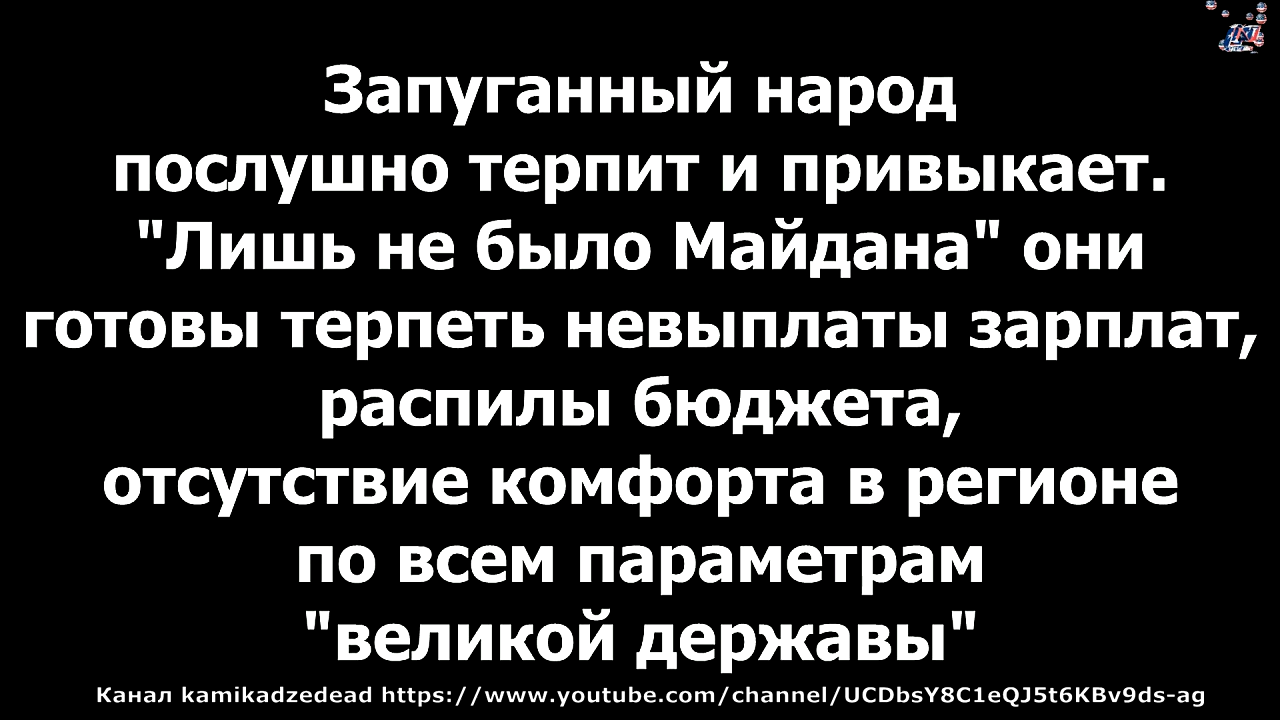 Запуганный народ
послушно терпит и привыкает.
"Лишь не было Майдана" они
готовы терпеть невыплаты зарплат,
распилы бюджета,
отсутствие комфорта в регионе
по всем параметрам
"великой державы"
Канал kamikadzedead https://www.youtube.com/channel/UCDbsY8C1eQJ5t6KBv9ds-ag